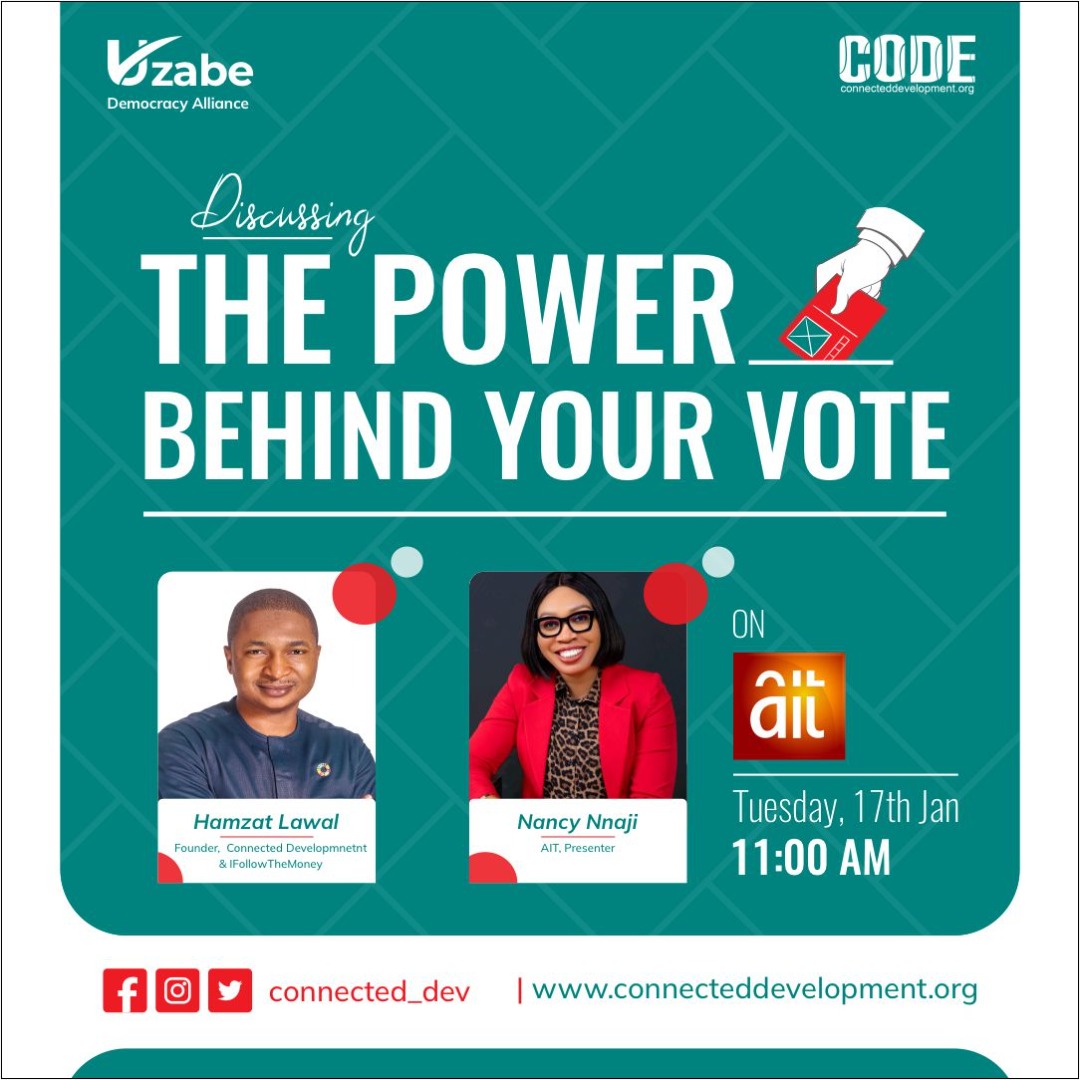 Uzabe
Democracy Alliance
CODE
connecteddevelopment.org
Discussing
THE POWER
BEHIND YOUR VOTE
Hamzat Lawal
Founder, Connected Developmnetnt
& IFollowTheMoney
Nancy Nnaji
AIT, Presenter
ON
ait
Tuesday, 17th Jan
11:00 AM
connected_dev
| www.connecteddevelopment.org